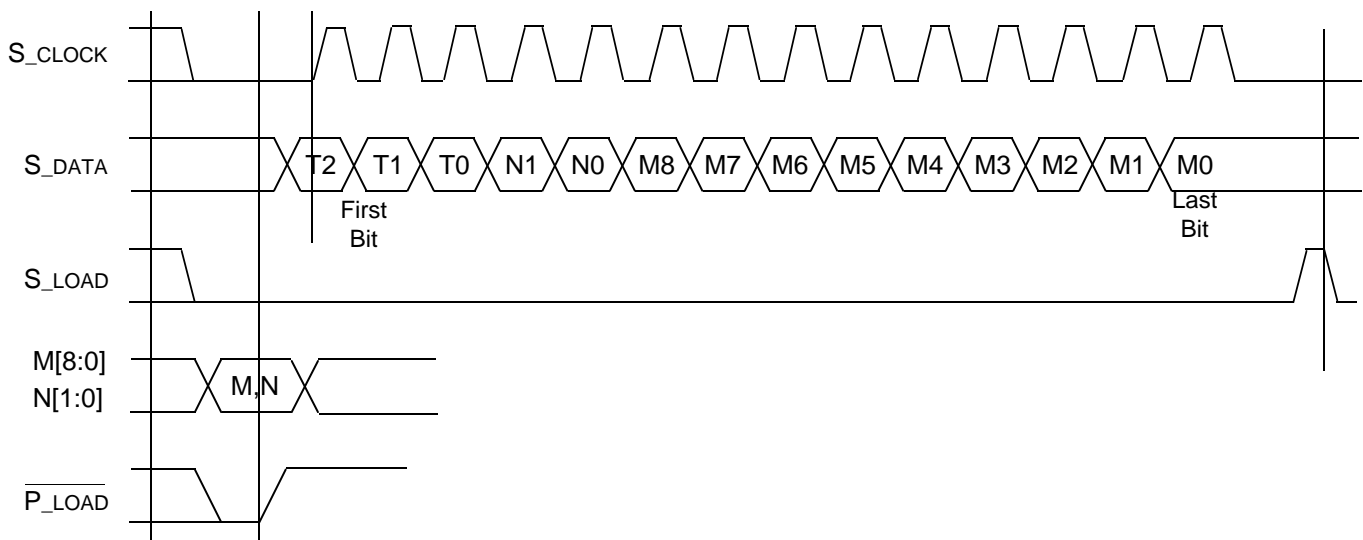 S_CLOCK
S_DATA T2 T1 T0 N1 N0 M8 M7 M6 M5 M4 M3 M2 M1 M0
First
Bit
Last
Bit
S_LOAD
M[8:0]
N[1:0]
M,N
P_LOAD